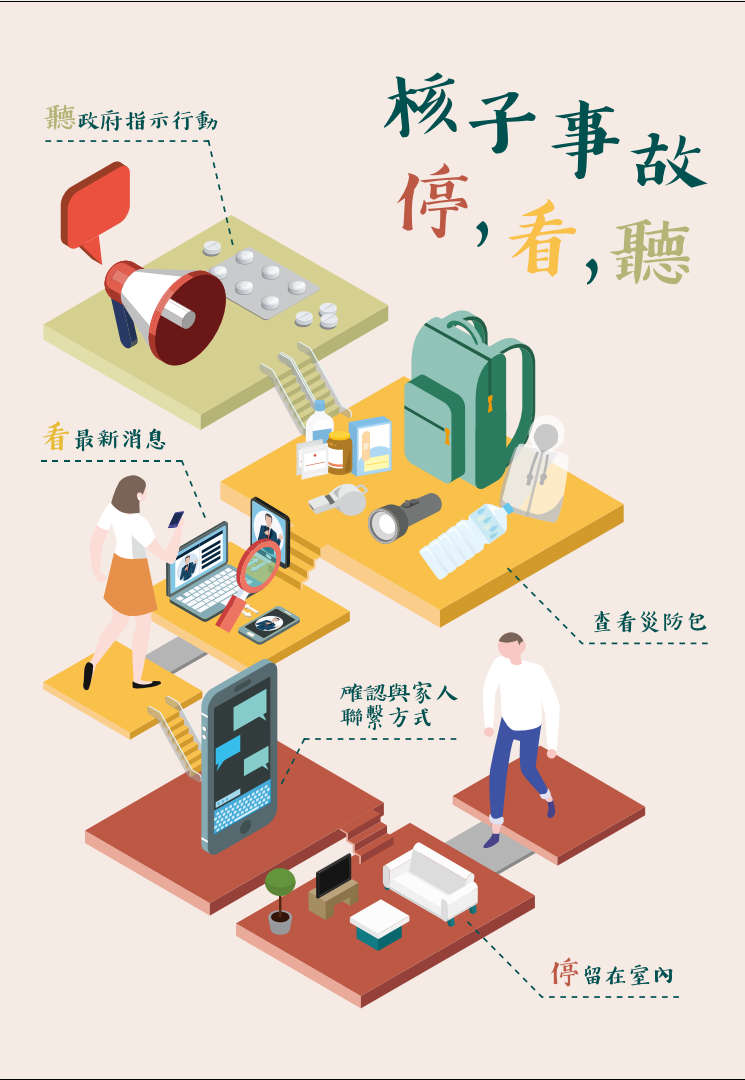 核子事故
停,看,聽
聽政府指示行動
看最新消息
查看災防包
確認與家人
聯繫方式
停留在室內